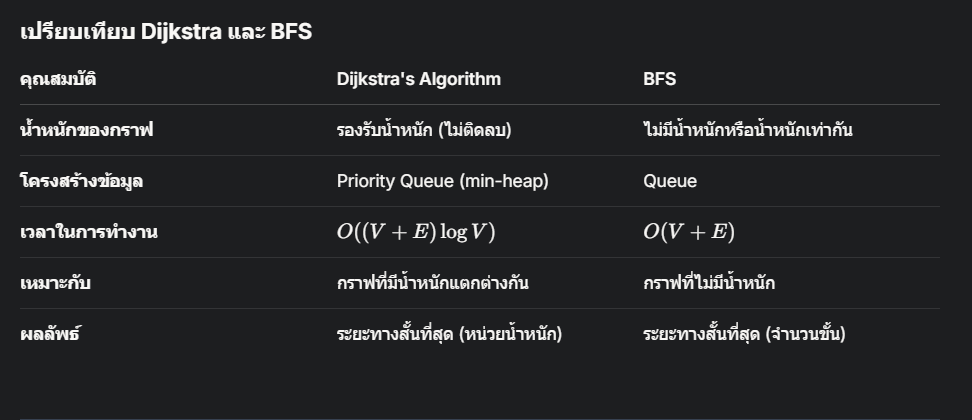 เปรียบเทียบ Dijkstra และ BFS
คุณสมบัติ Dijkstra's Algorithm BFS
น้ำหนักของกราฟ รองรับน้ำหนัก (ไม่ติดลบ) ไม่มีน้ำหนักหรือน้ำหนักเท่ากัน
โครงสร้างข้อมูล Priority Queue (min-heap) Queue
เวลาในการทำงาน O((V + E) log V) O(V + E)
เหมาะกับ กราฟที่มีน้ำหนักแตกต่างกัน กราฟที่ไม่มีน้ำหนัก
ผลลัพธ์ ระยะทางสั้นที่สุด (หน่วยน้ำหนัก) ระยะทางสั้นที่สุด (จำนวนขั้น)